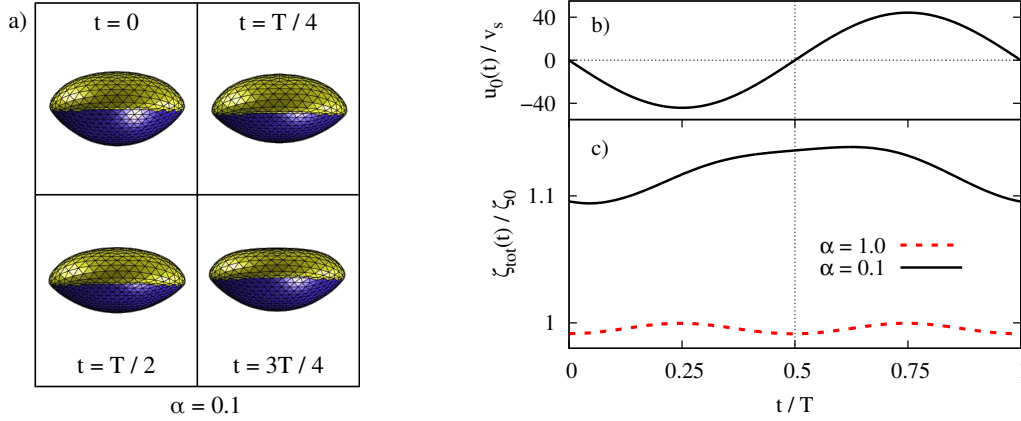 a)
t = 0
t = T / 4
t = T / 2
t = 3T / 4
α = 0.1
b)
u₀(t) / vₛ
40
0
−40
c)
ζₜₒₜ(t) / ζ₀
1.1
1
α = 1.0
α = 0.1
0
0.25
0.5
0.75
t / T